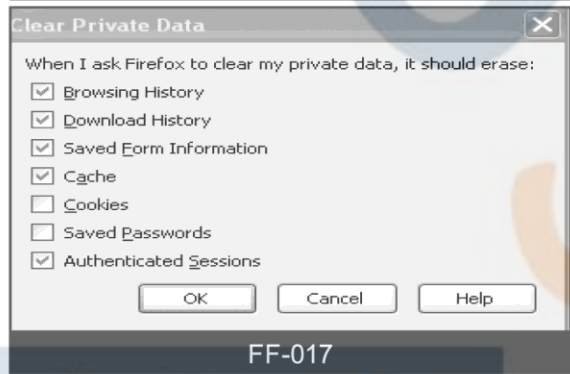 Clear Private Data
When I ask Firefox to clear my private data, it should erase:
Browsing History
Download History
Saved Form Information
Cache
Cookies
Saved Passwords
Authenticated Sessions
OK Cancel Help
FF-017